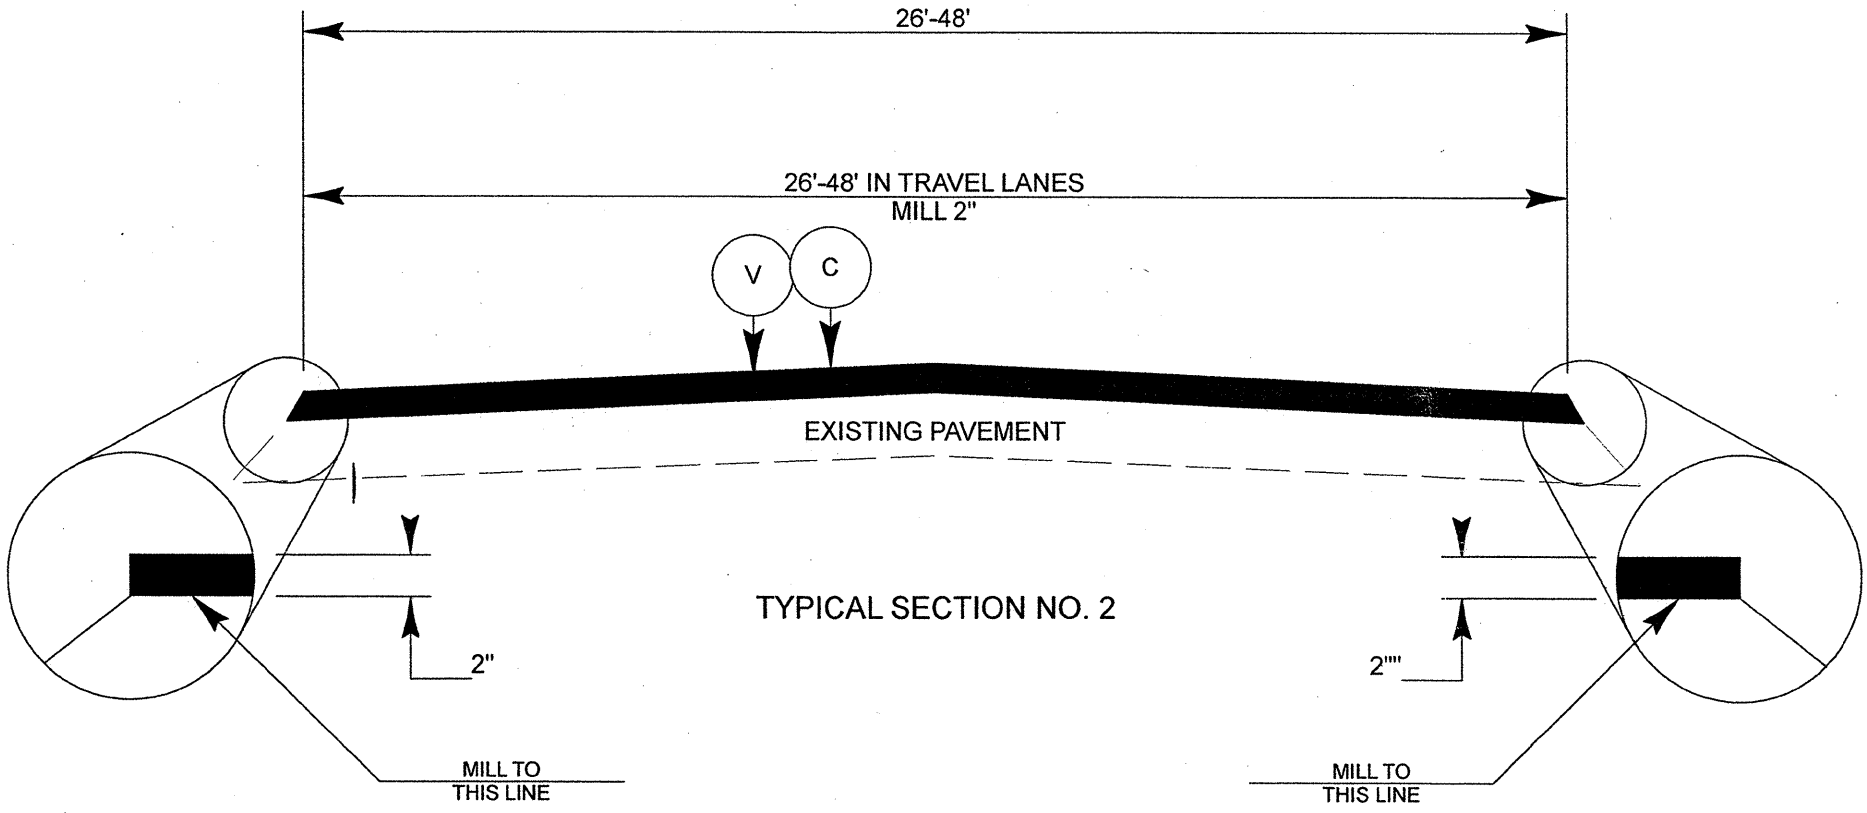 26'-48'
26'-48' IN TRAVEL LANES
MILL 2"
V
C
EXISTING PAVEMENT
TYPICAL SECTION NO. 2
2"
2""
MILL TO
THIS LINE
MILL TO
THIS LINE